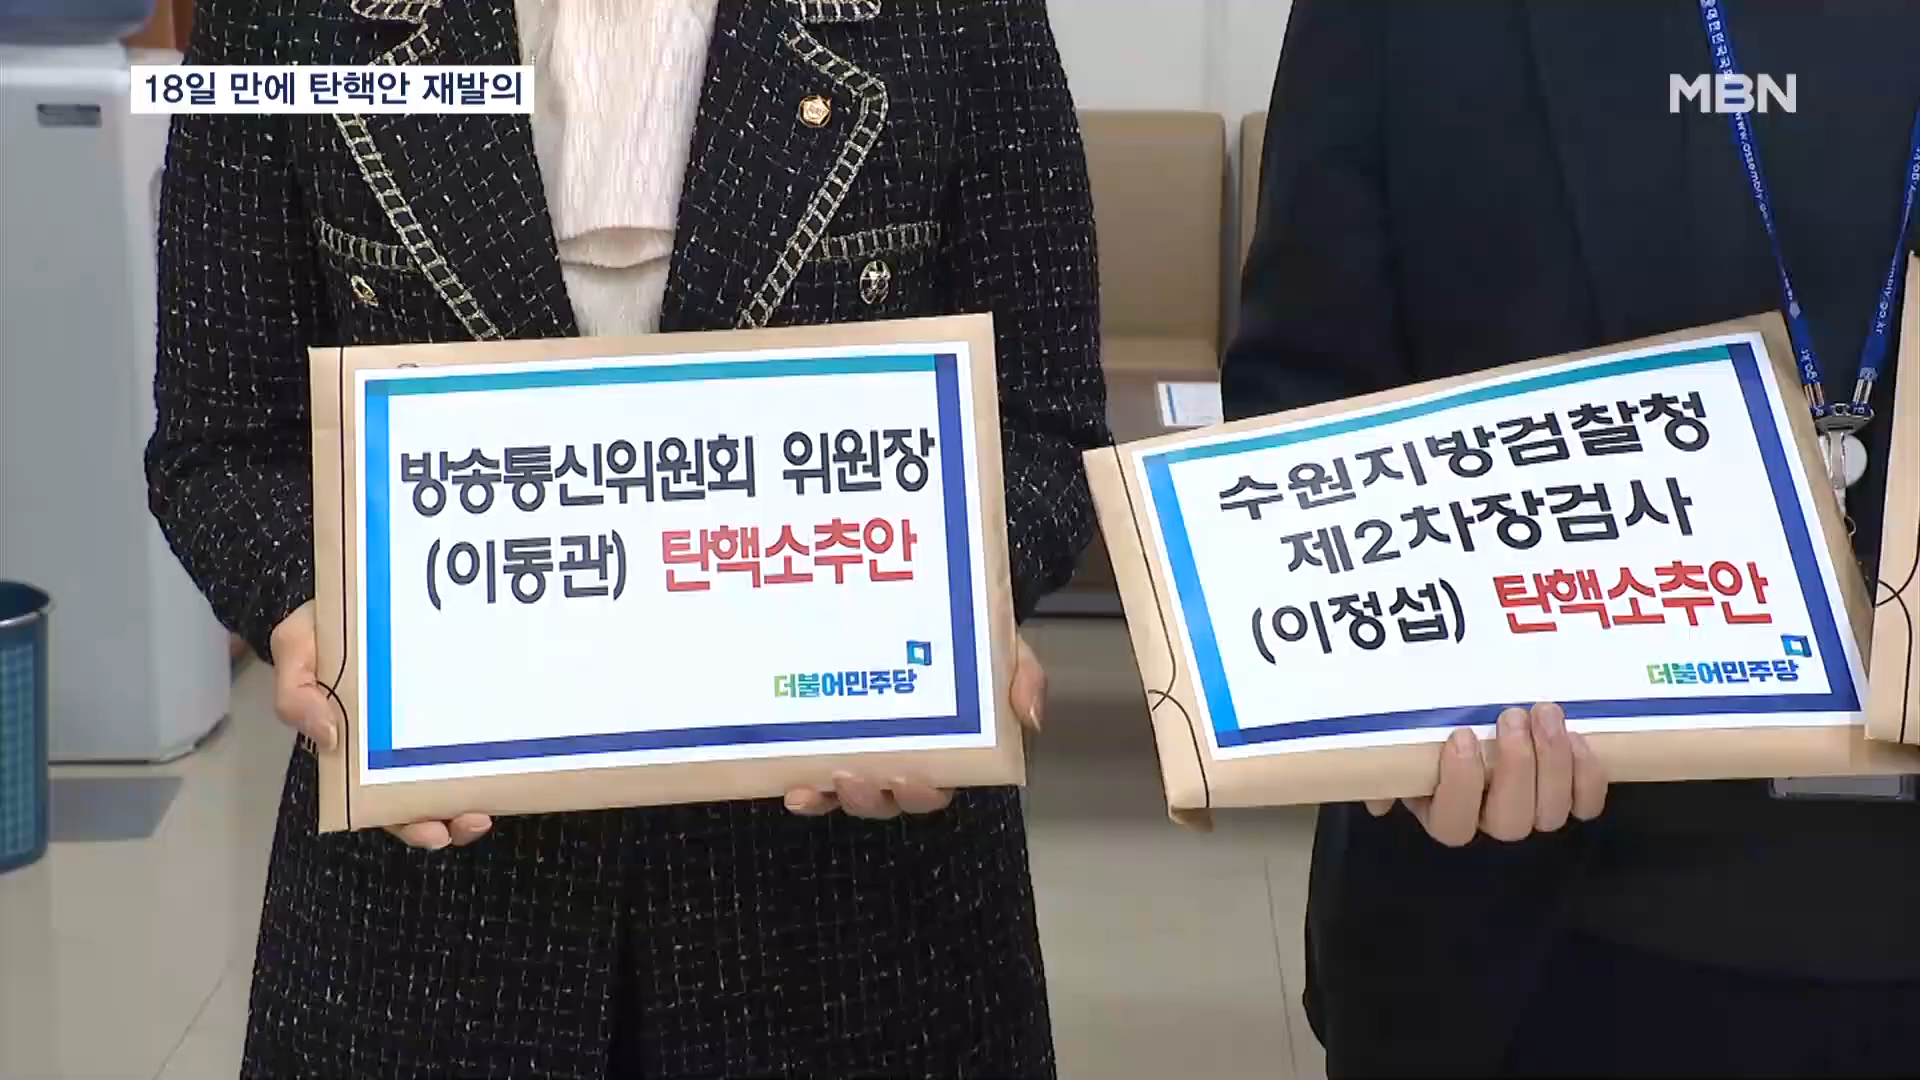 18일 만에 탄핵안 재발의
MBN
방송통신위원회 위원장
(이동관) 탄핵소추안
더불어민주당
수원지방검찰청
제2차장검사
(이정섭) 탄핵소추안
더불어민주당